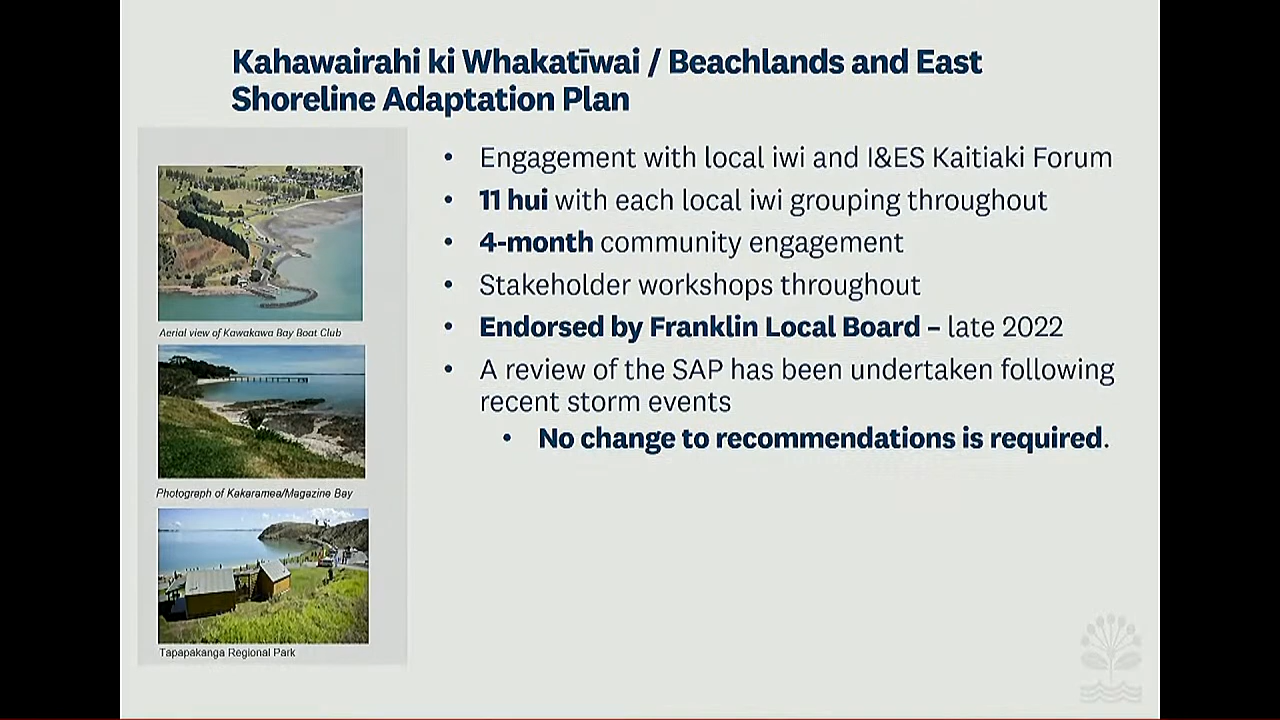 Kahawairahi ki Whakatīwai / Beachlands and East
Shoreline Adaptation Plan
• Engagement with local iwi and I&ES Kaitiaki Forum
• 11 hui with each local iwi grouping throughout
• 4-month community engagement
• Stakeholder workshops throughout
• Endorsed by Franklin Local Board – late 2022
• A review of the SAP has been undertaken following
recent storm events
• No change to recommendations is required.
Aerial view of Kawakawa Bay Boat Club
Photograph of Kakaramea/Magazine Bay
Tapapakanga Regional Park